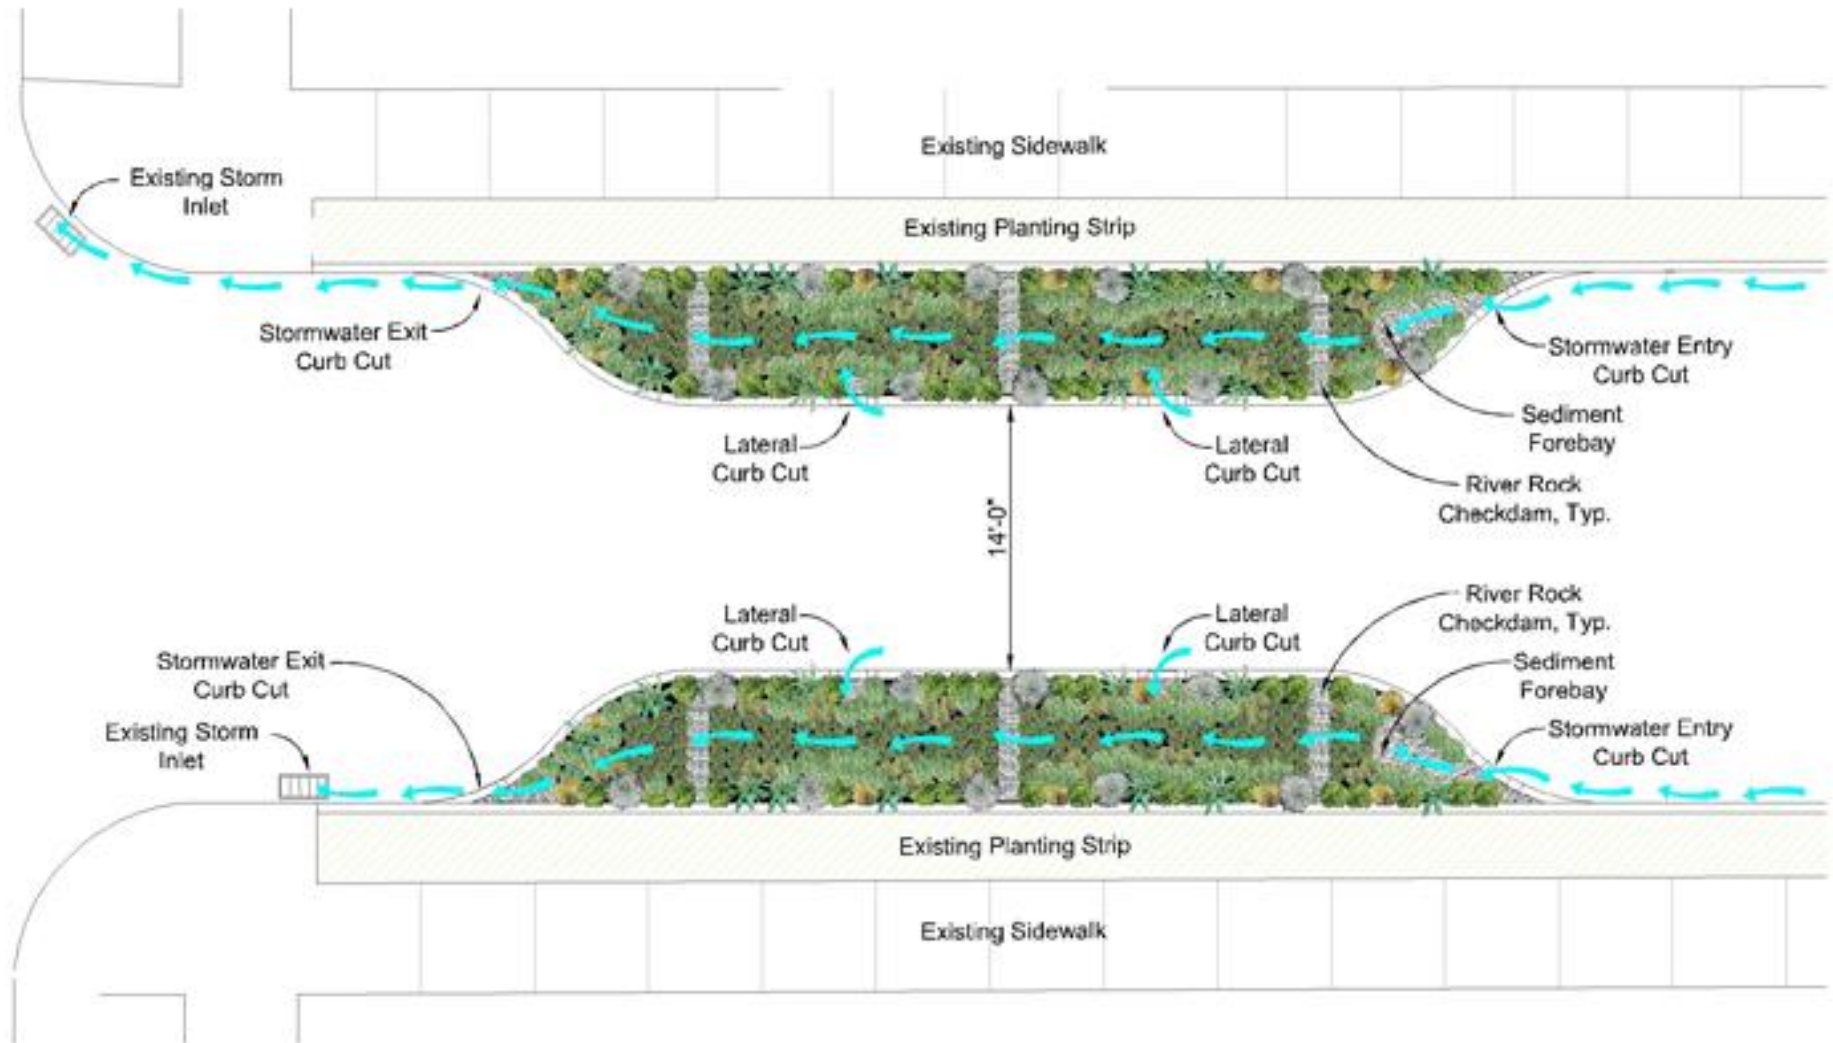 Existing Sidewalk
Existing Storm
Inlet
Existing Planting Strip
Stormwater Exit
Curb Cut
Stormwater Entry
Curb Cut
Sediment
Forebay
Lateral
Curb Cut
Lateral
Curb Cut
River Rock
Checkdam, Typ.
14'-0"
Lateral
Curb Cut
Lateral
Curb Cut
River Rock
Checkdam, Typ.
Stormwater Exit
Curb Cut
Sediment
Forebay
Existing Storm
Inlet
Stormwater Entry
Curb Cut
Existing Planting Strip
Existing Sidewalk